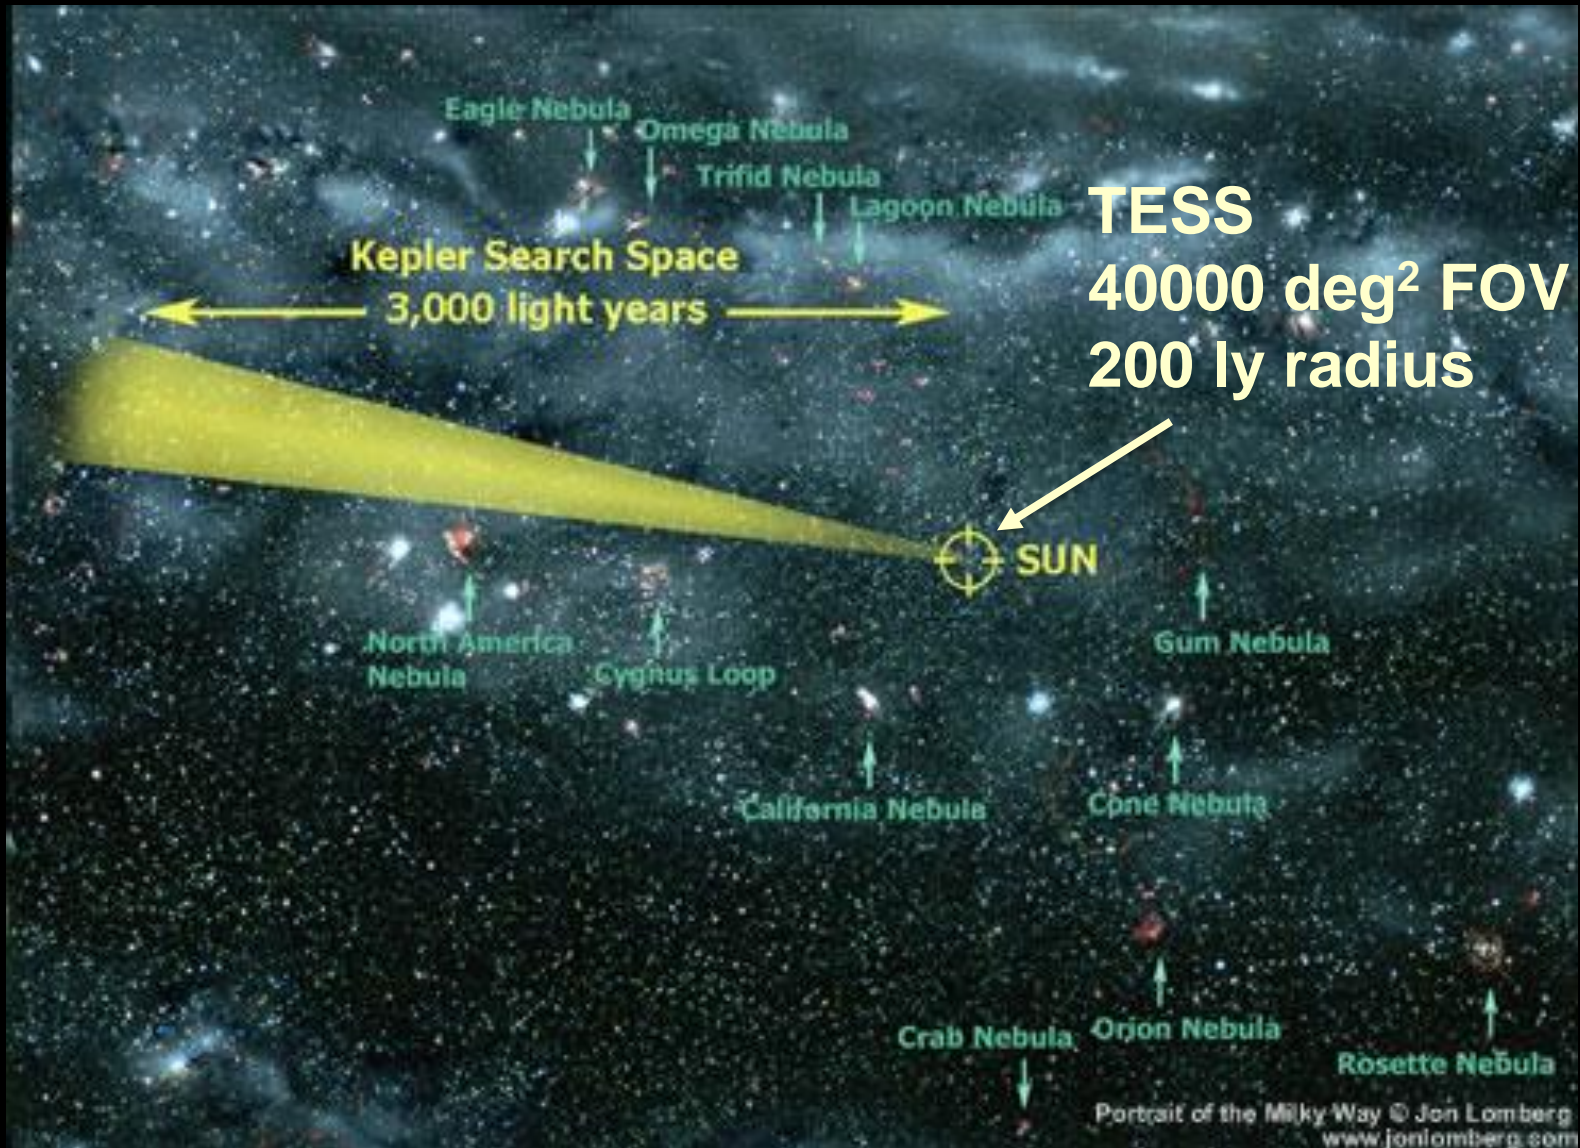 Eagle Nebula
Omega Nebula
Trifid Nebula
Lagoon Nebula
TESS
40000 deg² FOV
200 ly radius
Kepler Search Space
3,000 light years
SUN
North America
Nebula
Cygnus Loop
Gum Nebula
California Nebula
Cone Nebula
Crab Nebula
Orion Nebula
Rosette Nebula
Portrait of the Milky Way © Jon Lomberg
www.jonlomberg.com